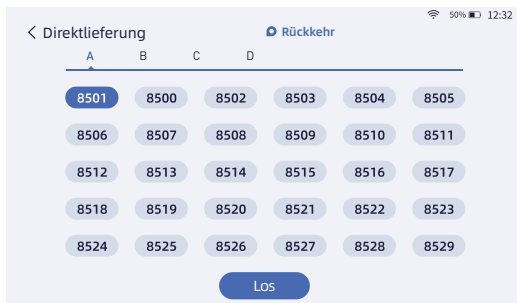 50% 12:32
Direktlieferung Rückkehr
A B C D
8501 8500 8502 8503 8504 8505
8506 8507 8508 8509 8510 8511
8512 8513 8514 8515 8516 8517
8518 8519 8520 8521 8522 8523
8524 8525 8526 8527 8528 8529
Los